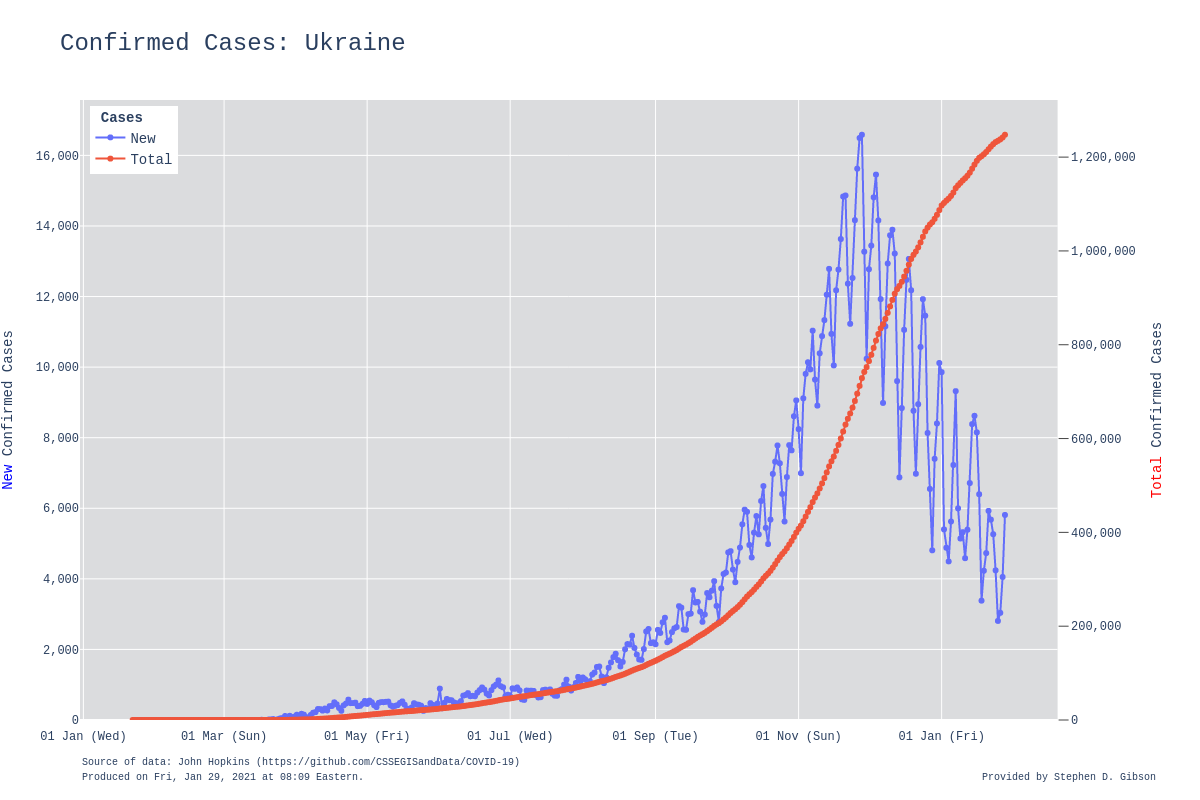 Confirmed Cases: Ukraine
Cases
New
Total
16,000
14,000
12,000
10,000
8,000
6,000
4,000
2,000
0
1,200,000
1,000,000
800,000
600,000
400,000
200,000
0
New Confirmed Cases
Total Confirmed Cases
01 Jan (Wed)
01 Mar (Sun)
01 May (Fri)
01 Jul (Wed)
01 Sep (Tue)
01 Nov (Sun)
01 Jan (Fri)
Source of data: John Hopkins (https://github.com/CSSEGISandData/COVID-19)
Produced on Fri, Jan 29, 2021 at 08:09 Eastern.
Provided by Stephen D. Gibson